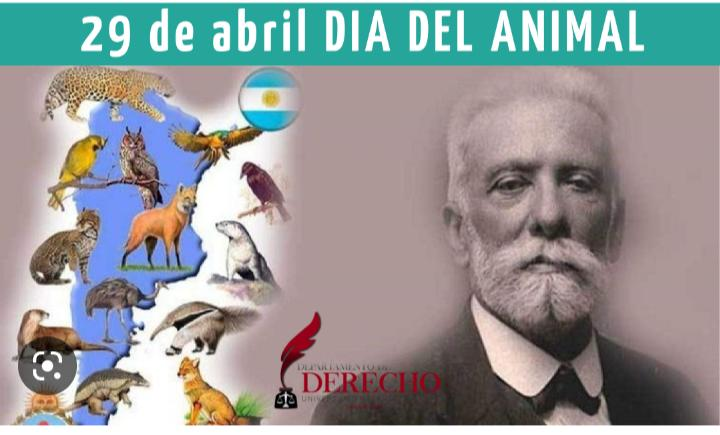 29 de abril DIA DEL ANIMAL
DEPARTAMENTO DE
DERECHO